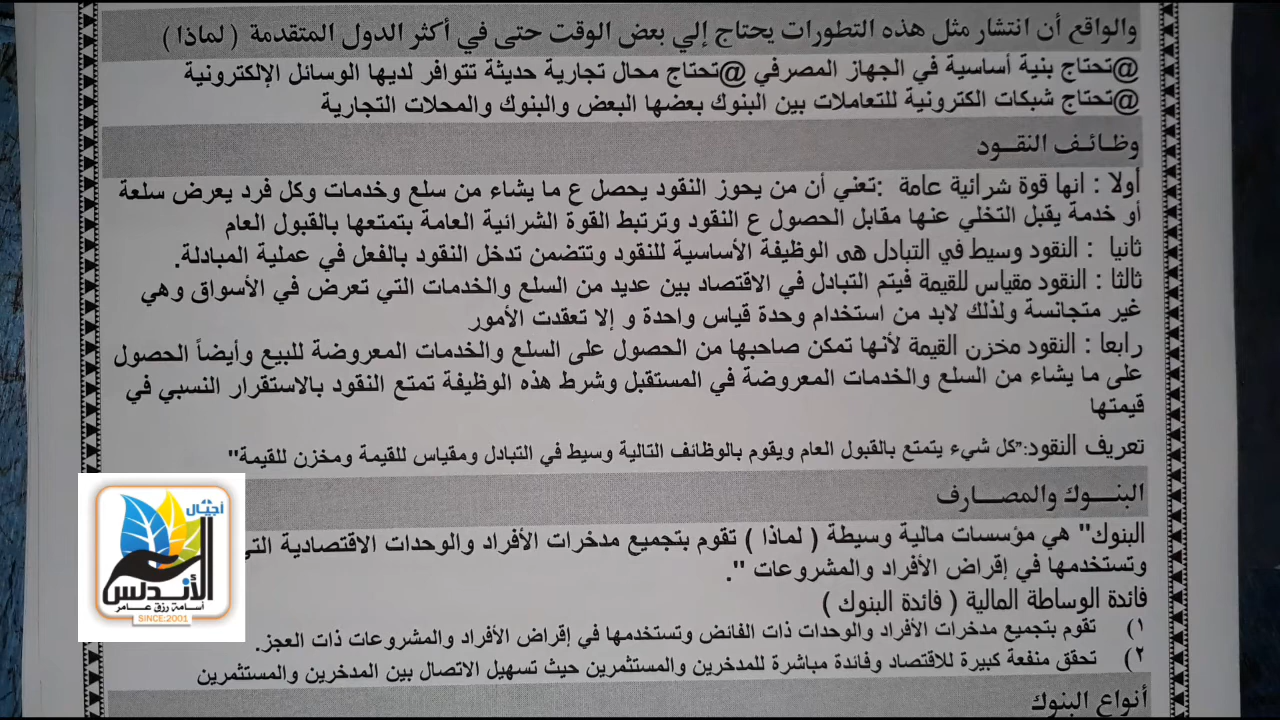 والواقع أن انتشار مثل هذه التطورات يحتاج إلي بعض الوقت حتى في أكثر الدول المتقدمة ( لماذا )
@تحتاج بنية أساسية في الجهاز المصرفي @تحتاج محال تجارية حديثة تتوافر لديها الوسائل الإلكترونية
@تحتاج شبكات الكترونية للتعاملات بين البنوك بعضها البعض والبنوك والمحلات التجارية
وظـائـف النقـــود
أولا : انها قوة شرائية عامة :تعني أن من يحوز النقود يحصل ع ما يشاء من سلع وخدمات وكل فرد يعرض سلعة
أو خدمة يقبل التخلي عنها مقابل الحصول ع النقود وترتبط القوة الشرائية العامة بتمتعها بالقبول العام
ثانيا : النقود وسيط في التبادل هى الوظيفة الأساسية للنقود وتتضمن تدخل النقود بالفعل في عملية المبادلة.
ثالثا : النقود مقياس للقيمة فيتم التبادل في الاقتصاد بين عديد من السلع والخدمات التي تعرض في الأسواق وهي
غير متجانسة ولذلك لابد من استخدام وحدة قياس واحدة و إلا تعقدت الأمور
رابعا : النقود مخزن القيمة لأنها تمكن صاحبها من الحصول على السلع والخدمات المعروضة للبيع وأيضاً الحصول
على ما يشاء من السلع والخدمات المعروضة في المستقبل وشرط هذه الوظيفة تمتع النقود بالاستقرار النسبي في
قيمتها
تعريف النقود:"كل شيء يتمتع بالقبول العام ويقوم بالوظائف التالية وسيط في التبادل ومقياس للقيمة ومخزن للقيمة"
البنـــــوك والمصــــارف
البنوك" هي مؤسسات مالية وسيطة ( لماذا ) تقوم بتجميع مدخرات الأفراد والوحدات الاقتصادية
وتستخدمها في إقراض الأفراد والمشروعات ".
فائدة الوساطة المالية ( فائدة البنوك )
١) تقوم بتجميع مدخرات الأفراد والوحدات ذات الفائض وتستخدمها في إقراض الأفراد والمشروعات ذات العجز.
٢) تحقق منفعة كبيرة للاقتصاد وفائدة مباشرة للمدخرين والمستثمرين حيث تسهيل الاتصال بين المدخرين والمستثمرين
أنواع البنوك
أجيال
الأندلس
أسامة رزق عامر
SINCE:2001